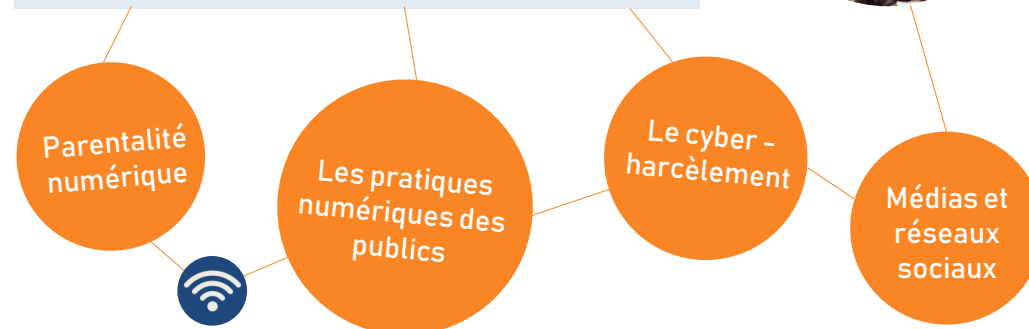 Parentalité
numérique
Les pratiques
numériques des
publics
Le cyber -
harcèlement
Médias et
réseaux
sociaux